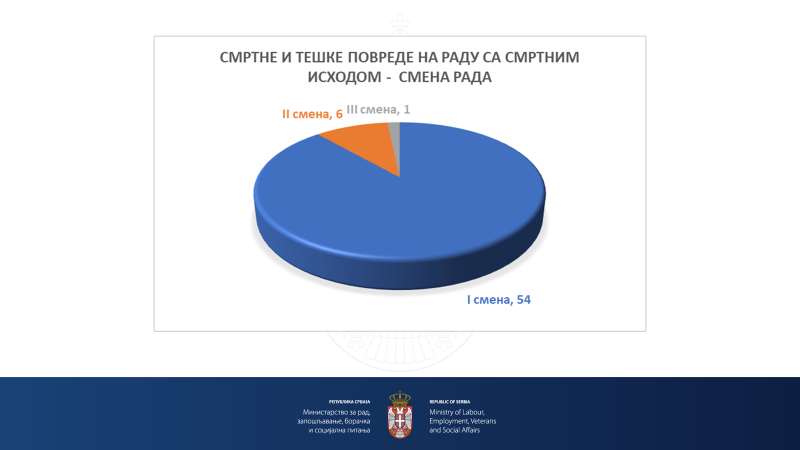 СМРТНЕ И ТЕШКЕ ПОВРЕДЕ НА РАДУ СА СМРТНИМ
ИСХОДОМ - СМЕНА РАДА
II смена, 6
III смена, 1
I смена, 54
РЕПУБЛИКА СРБИЈА
Министарство за рад,
запошљавање, борачка
и социјална питања
REPUBLIC OF SERBIA
Ministry of Labour,
Employment, Veterans
and Social Affairs